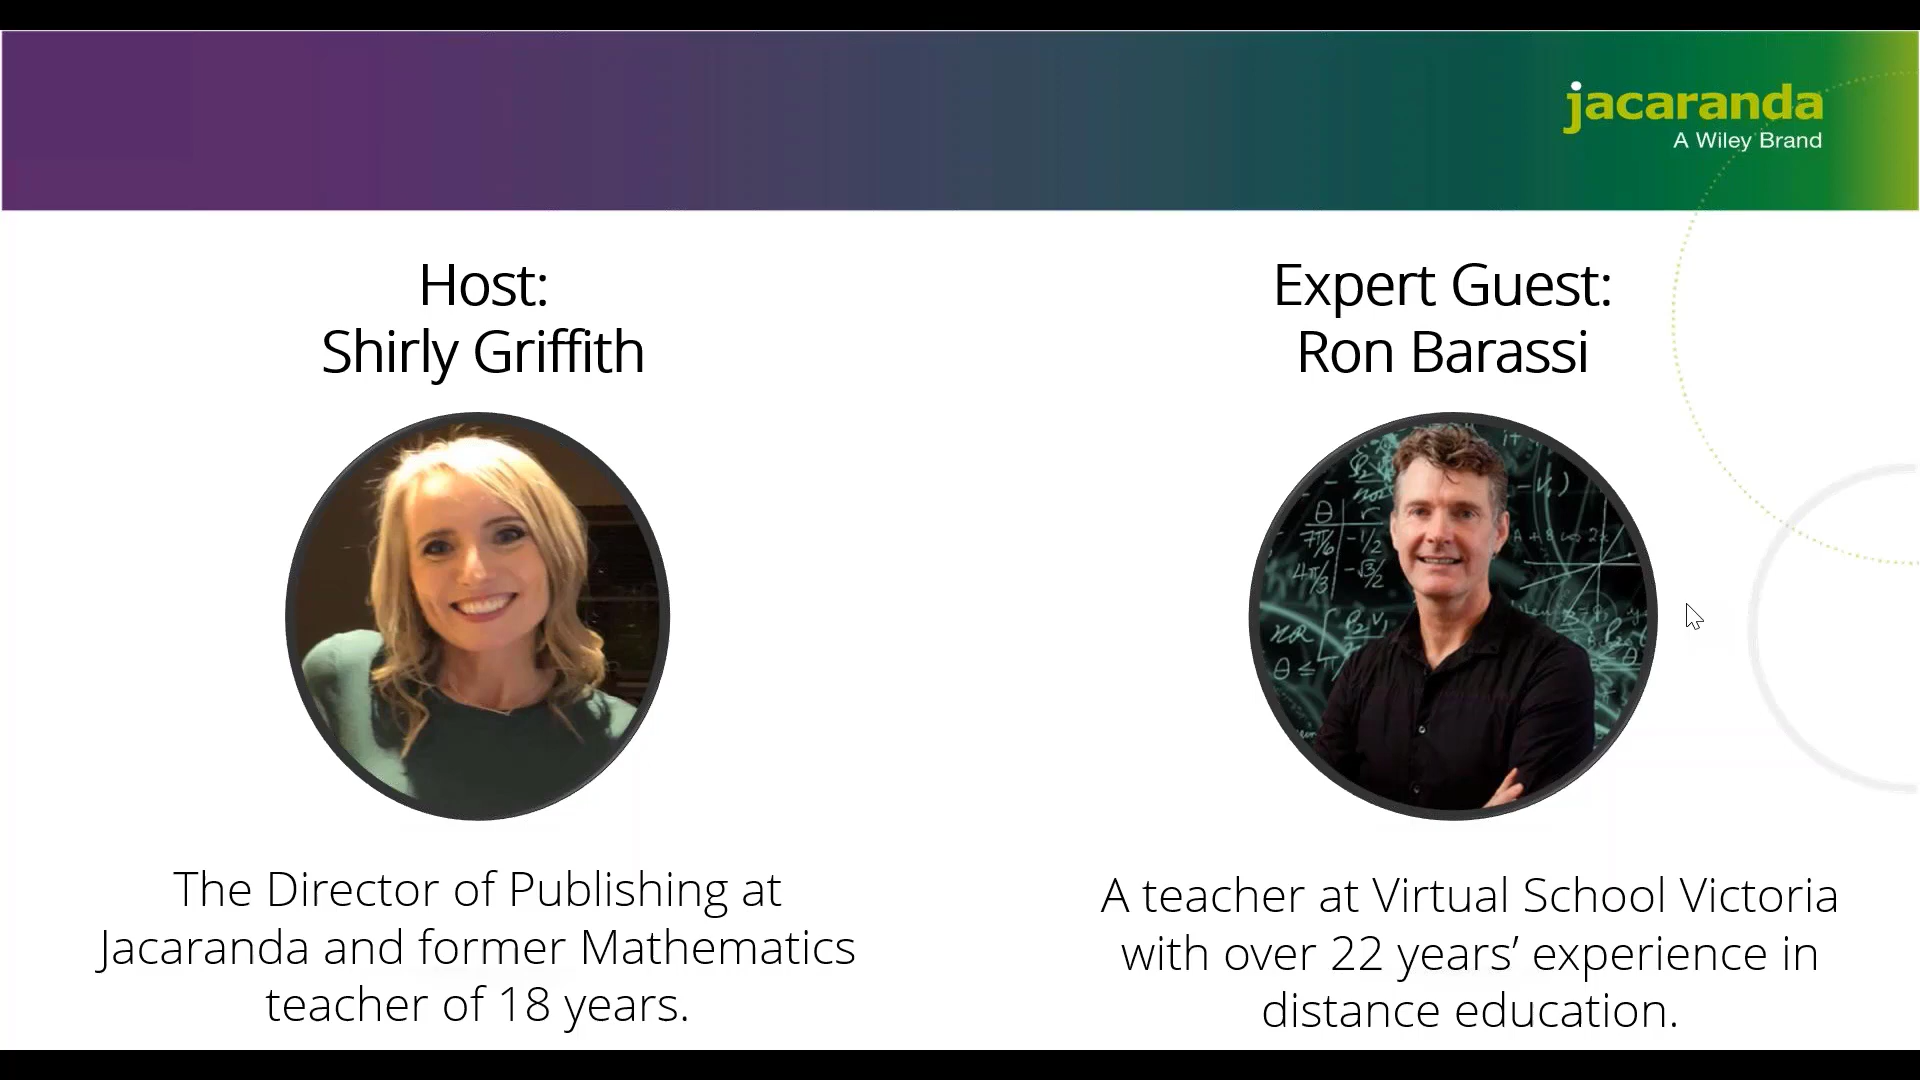 jacaranda
A Wiley Brand
Host:
Shirly Griffith
Expert Guest:
Ron Barassi
The Director of Publishing at
Jacaranda and former Mathematics
teacher of 18 years.
A teacher at Virtual School Victoria
with over 22 years’ experience in
distance education.